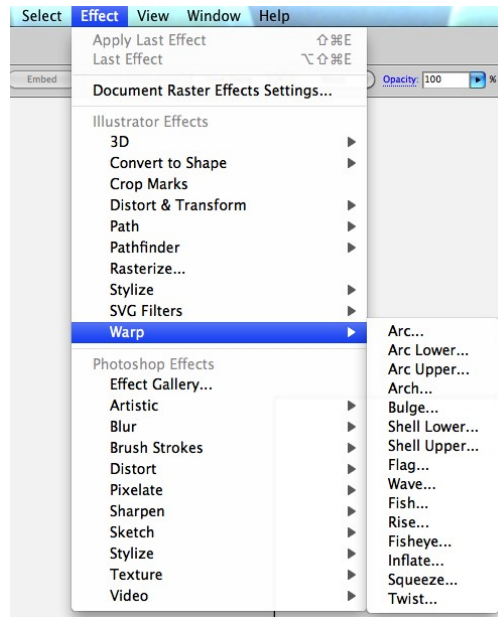 Select Effect View Window Help
Apply Last Effect ⇧⌘E
Last Effect ⌥⇧⌘E
Embed
Opacity: 100 %
Document Raster Effects Settings...
Illustrator Effects
3D
Convert to Shape
Crop Marks
Distort & Transform
Path
Pathfinder
Rasterize...
Stylize
SVG Filters
Warp
Photoshop Effects
Effect Gallery...
Artistic
Blur
Brush Strokes
Distort
Pixelate
Sharpen
Sketch
Stylize
Texture
Video
Arc...
Arc Lower...
Arc Upper...
Arch...
Bulge...
Shell Lower...
Shell Upper...
Flag...
Wave...
Fish...
Rise...
Fisheye...
Inflate...
Squeeze...
Twist...